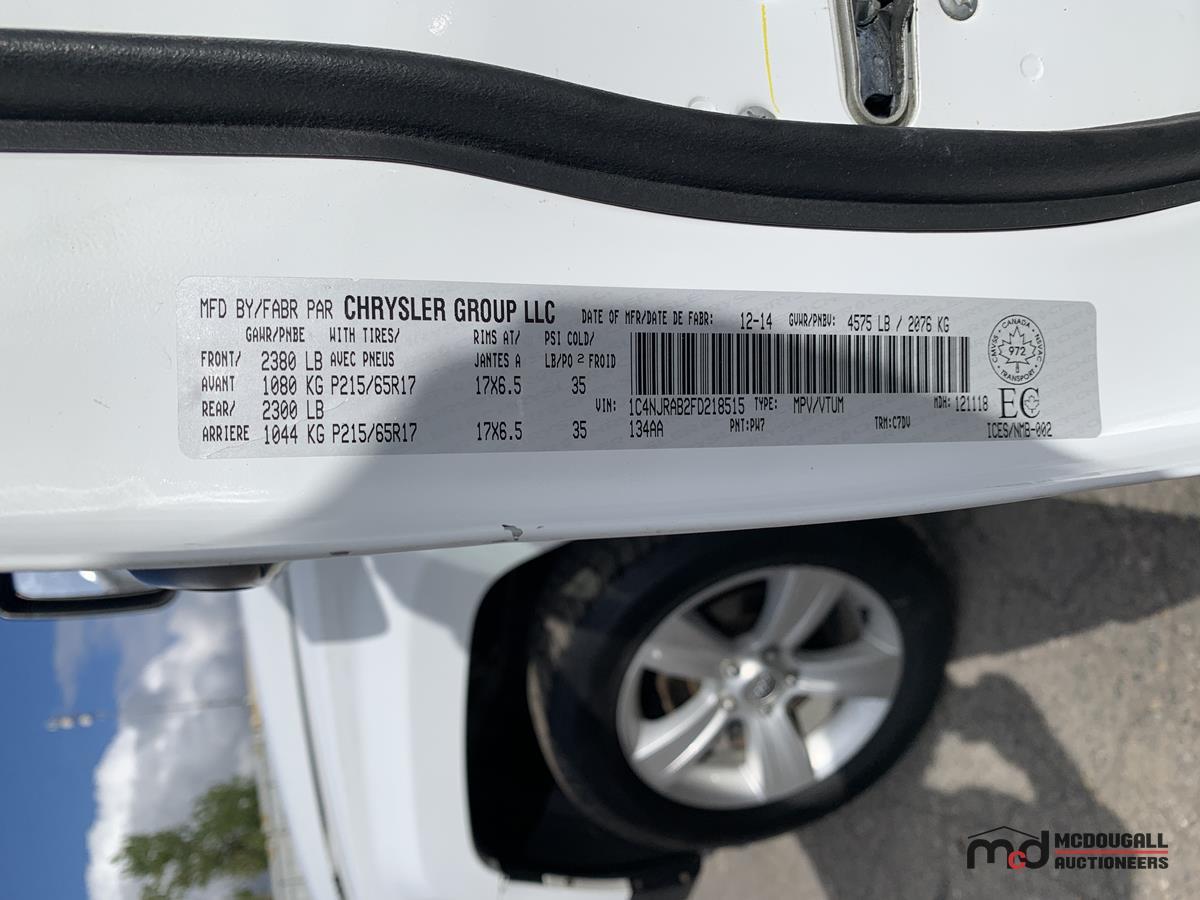 MFD BY/FABR PAR CHRYSLER GROUP LLC DATE OF MFR/DATE DE FABR: 12-14 GVWR/PNBV: 4575 LB / 2076 KG
GAWR/PNBE WITH TIRES/ RIMS AT/ PSI COLD/
FRONT/ 2380 LB AVEC PNEUS JANTES A LB/PO 2 FROID
AVANT 1080 KG P215/65R17 17X6.5 35
REAR/ 2300 LB VIN: 1C4NJRAB2FD218515 TYPE: MPV/VTUM MDH: 121118
ARRIERE 1044 KG P215/65R17 17X6.5 35 134AA PNT:PW7 TRM:C7DV ICES/NMB-002
CANADA
CMVSS NSVAC
972
TRANSPORT
EC
mcd MCDOUGALL
AUCTIONEERS